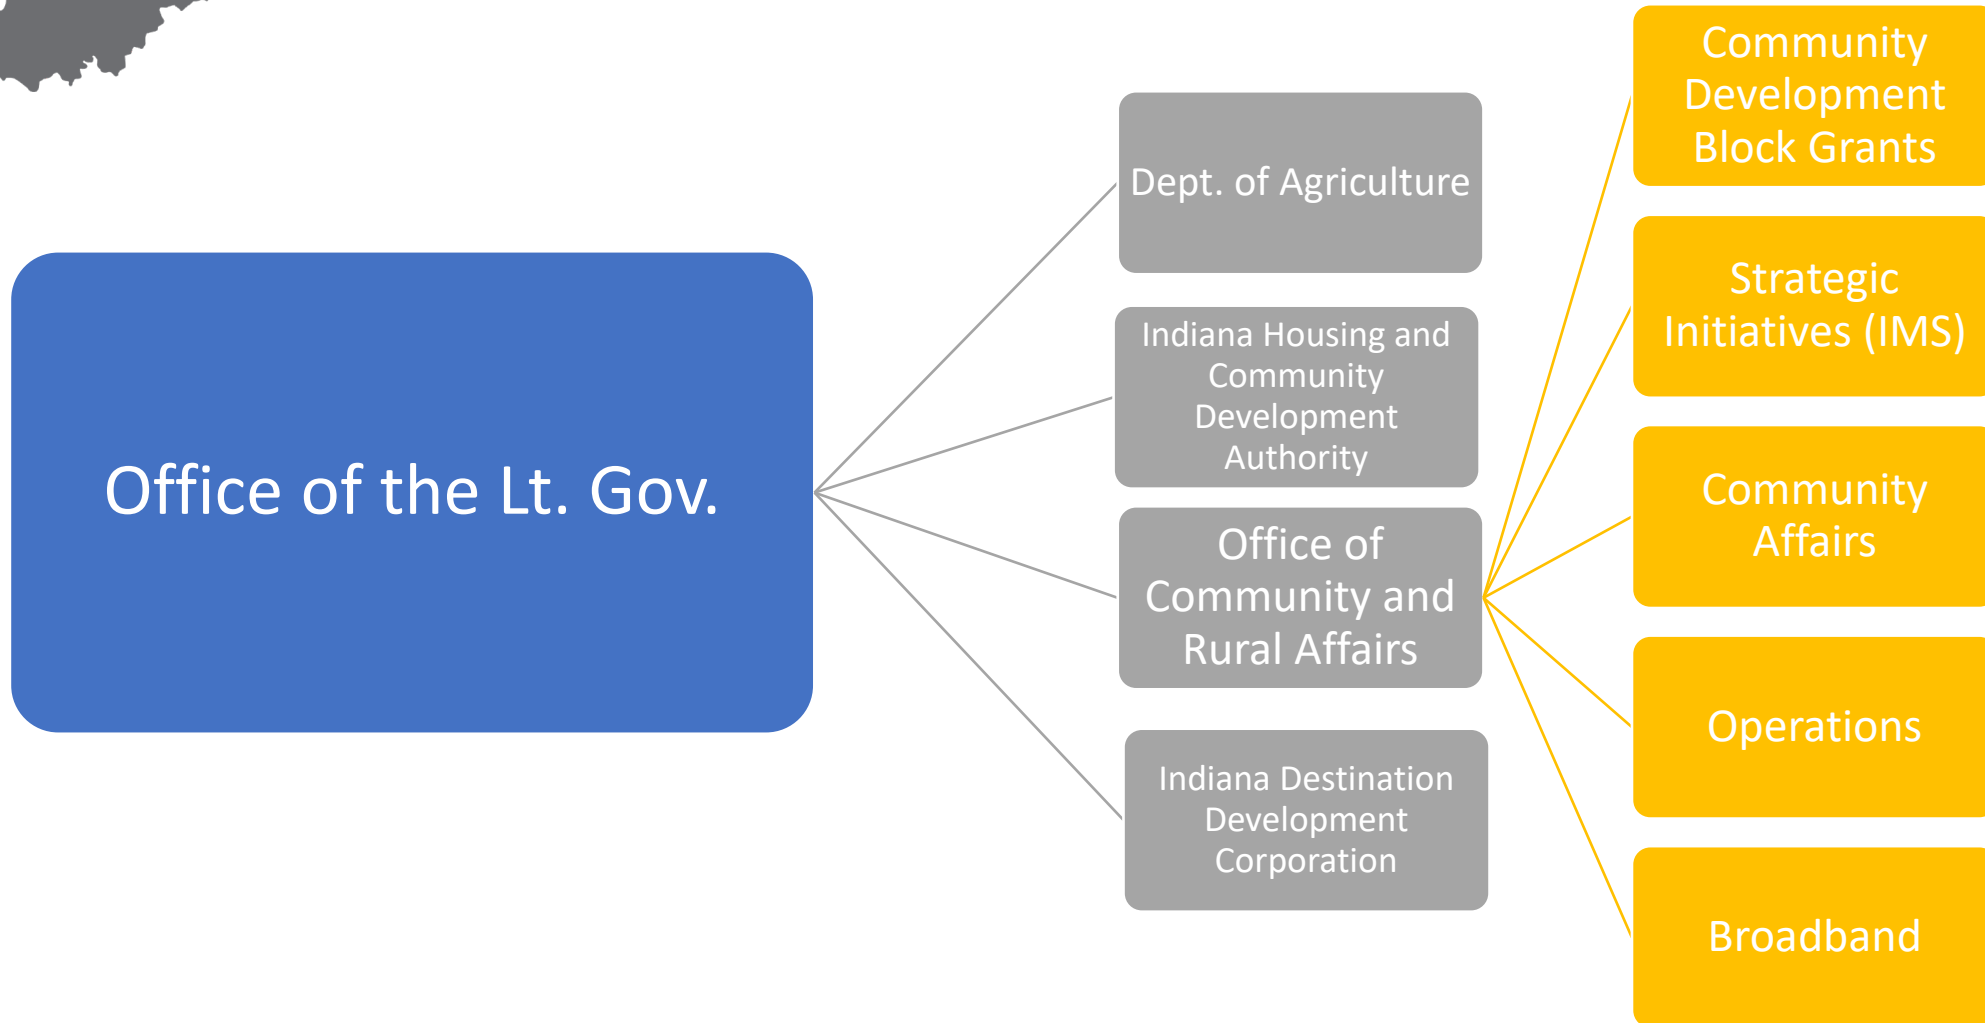 Office of the Lt. Gov.
Dept. of Agriculture
Indiana Housing and
Community
Development
Authority
Office of
Community and
Rural Affairs
Indiana Destination
Development
Corporation
Community
Development
Block Grants
Strategic
Initiatives (IMS)
Community
Affairs
Operations
Broadband